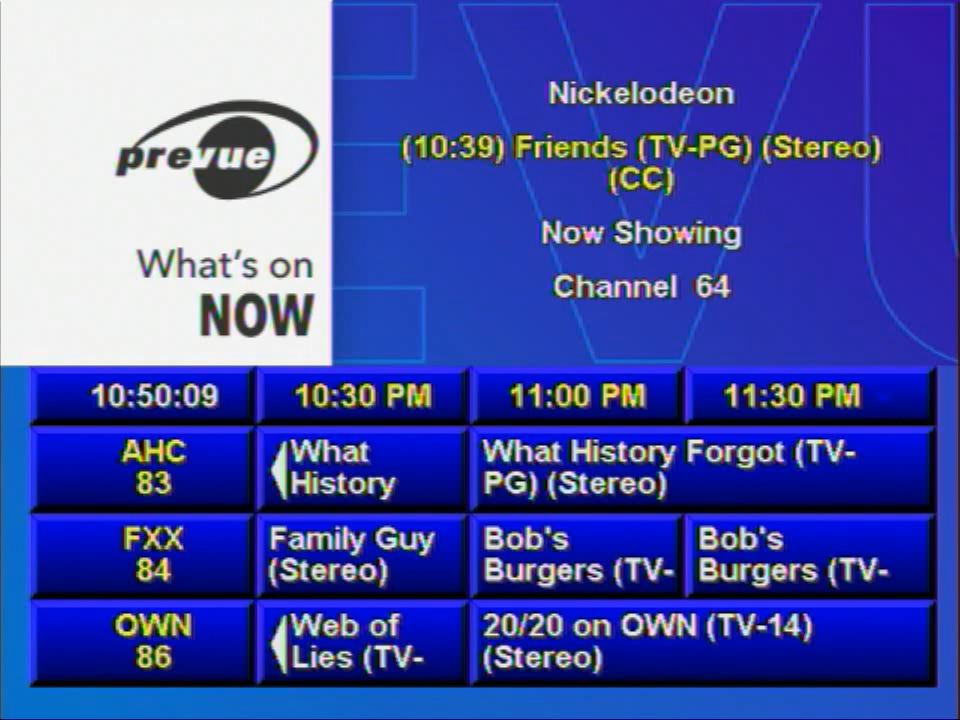 prevue
What's on
NOW
Nickelodeon
(10:39) Friends (TV-PG) (Stereo)
(CC)
Now Showing
Channel 64
10:50:09 10:30 PM 11:00 PM 11:30 PM
AHC
83
What
History
What History Forgot (TV-
PG) (Stereo)
FXX
84
Family Guy
(Stereo)
Bob's
Burgers (TV-
Bob's
Burgers (TV-
OWN
86
Web of
Lies (TV-
20/20 on OWN (TV-14)
(Stereo)